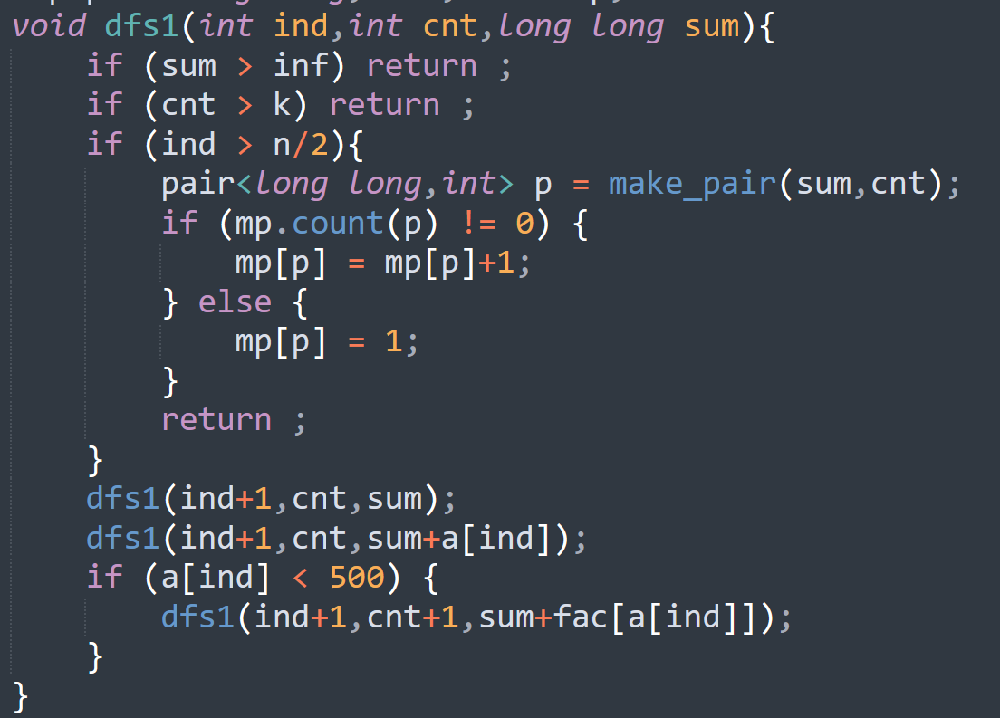 void dfs1(int ind,int cnt,long long sum){
    if (sum > inf) return ;
    if (cnt > k) return ;
    if (ind > n/2){
        pair<long long,int> p = make_pair(sum,cnt);
        if (mp.count(p) != 0) {
            mp[p] = mp[p]+1;
        } else {
            mp[p] = 1;
        }
        return ;
    }
    dfs1(ind+1,cnt,sum);
    dfs1(ind+1,cnt,sum+a[ind]);
    if (a[ind] < 500) {
        dfs1(ind+1,cnt+1,sum+fac[a[ind]]);
    }
}